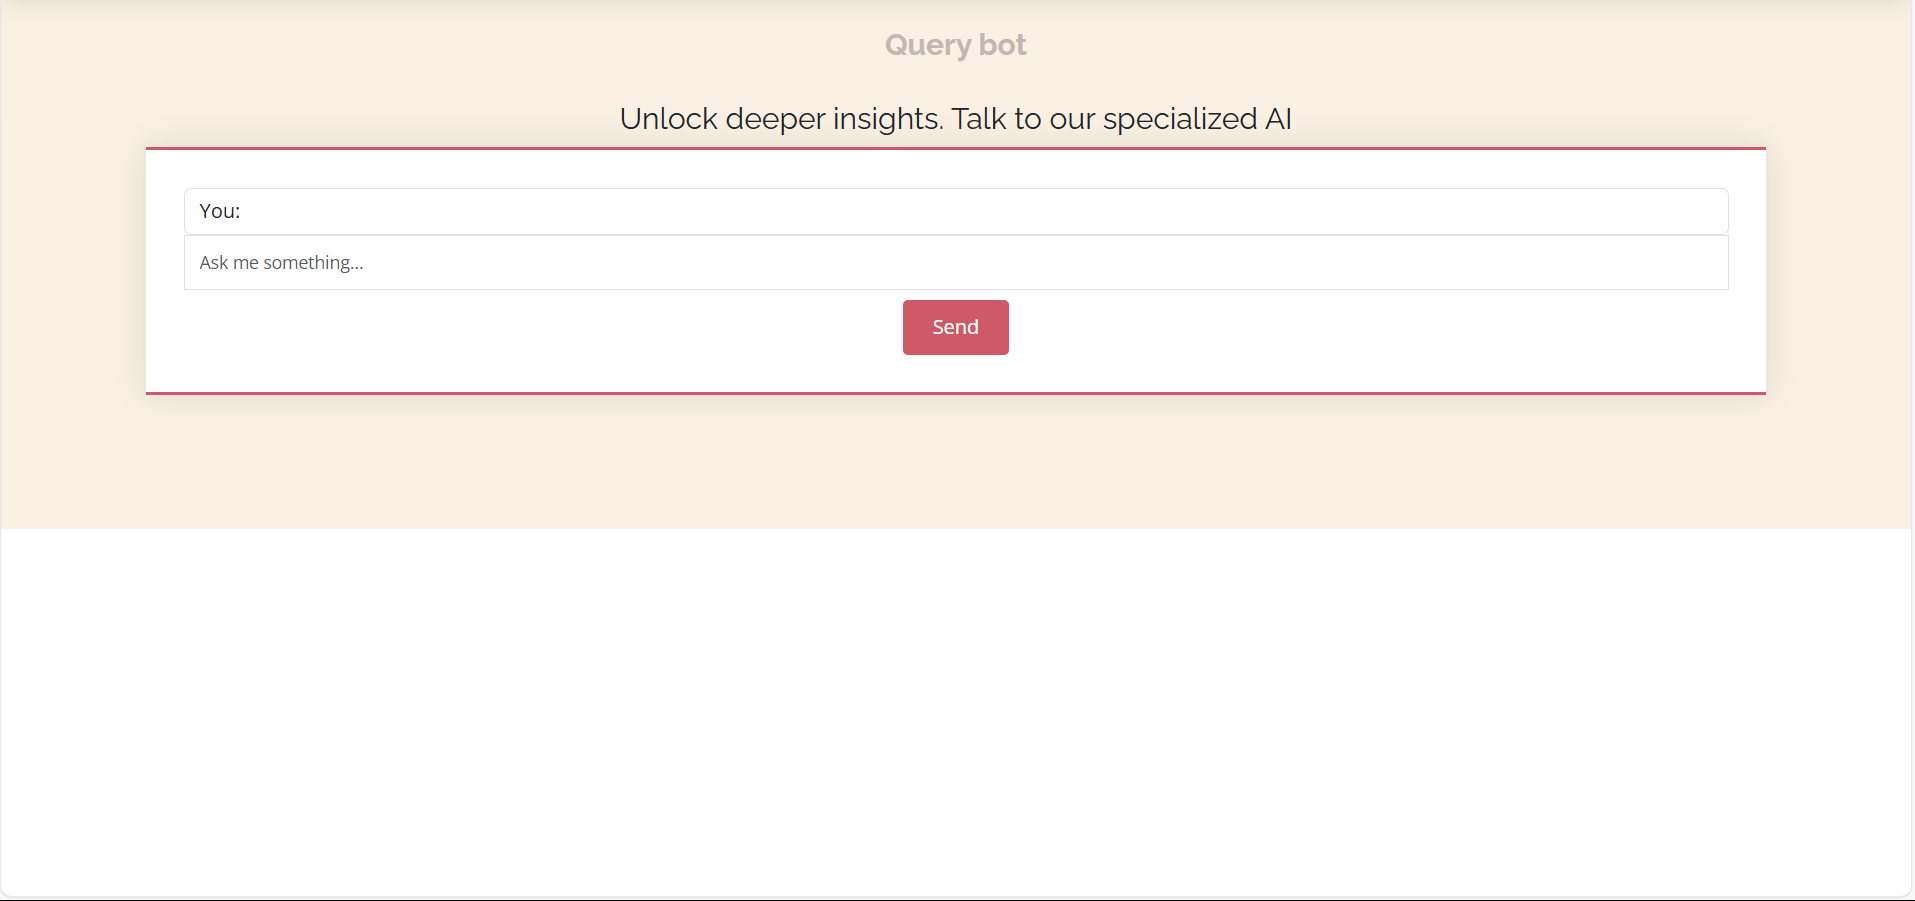 Query bot
Unlock deeper insights. Talk to our specialized AI
You:
Ask me something...
Send